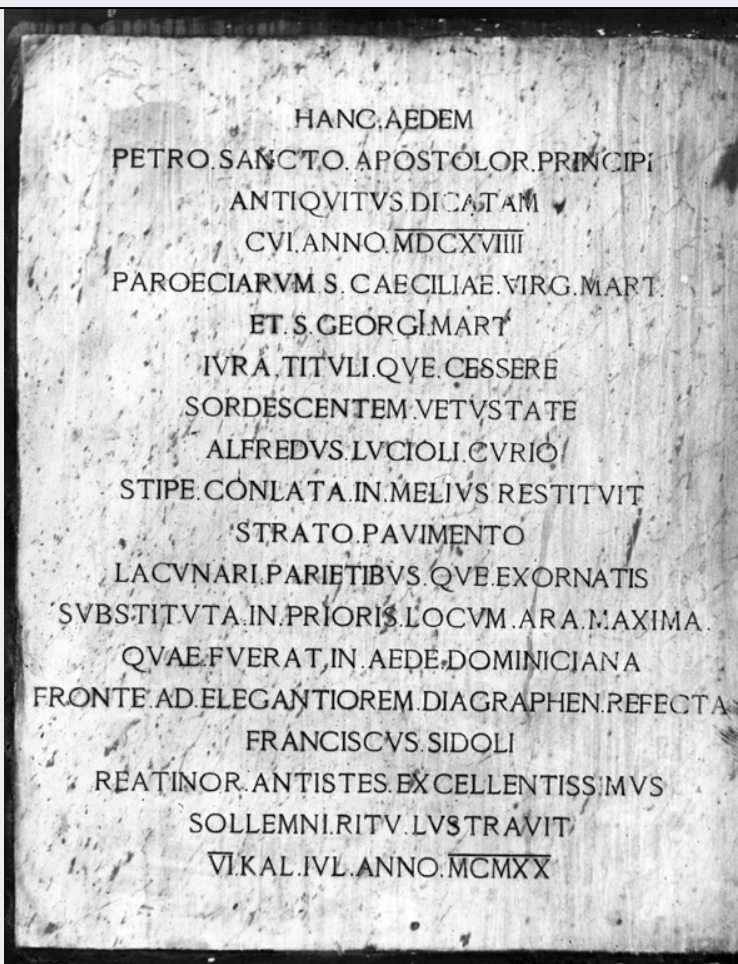 HANC.AEDEM
PETRO.SANCTO.APOSTOLOR.PRINCIPI
ANTIQVITVS.DICATAM
CVI.ANNO.MDCXVIIII
PAROECIARVM.S.CAECILIAE.VIRG.MART.
ET.S.GEORGI.MART
IVRA.TITVLI.QVE.CESSERE
SORDESCENTEM.VETVSTATE
ALFREDVS.LVCIOLI.CVRIO
STIPE.CONLATA.IN.MELIVS RESTITVIT
STRATO.PAVIMENTO
LACVNARI.PARIETIBVS.QVE.EXORNATIS
SVBSTITVTA.IN.PRIORIS.LOCVM.ARA.MAXIMA.
QVAE.FVERAT.IN.AEDE.DOMINICIANA
FRONTE.AD.ELEGANTIOREM.DIAGRAPHEN.REFECTA
FRANCISCVS.SIDOLI
REATINOR.ANTISTES.EXCELLENTISSIMVS
SOLLEMNI.RITV.LVSTRAVIT
VI.KAL.IVL.ANNO.MCMXX